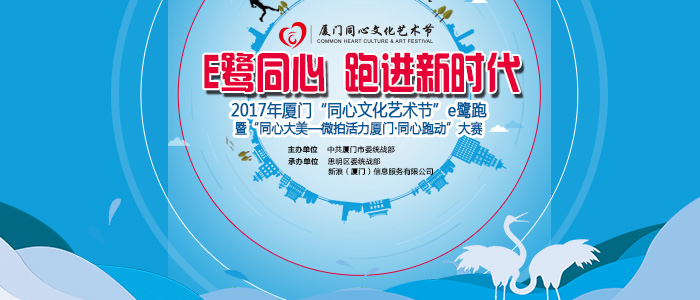 厦门同心文化艺术节
COMMON HEART CULTURE & ART FESTIVAL
E鹭同心 跑进新时代
2017年厦门“同心文化艺术节”e鹭跑
暨“同心大美—微拍活力厦门·同心跑动”大赛
主办单位 中共厦门市委统战部
承办单位 思明区委统战部
新浪(厦门)信息服务有限公司